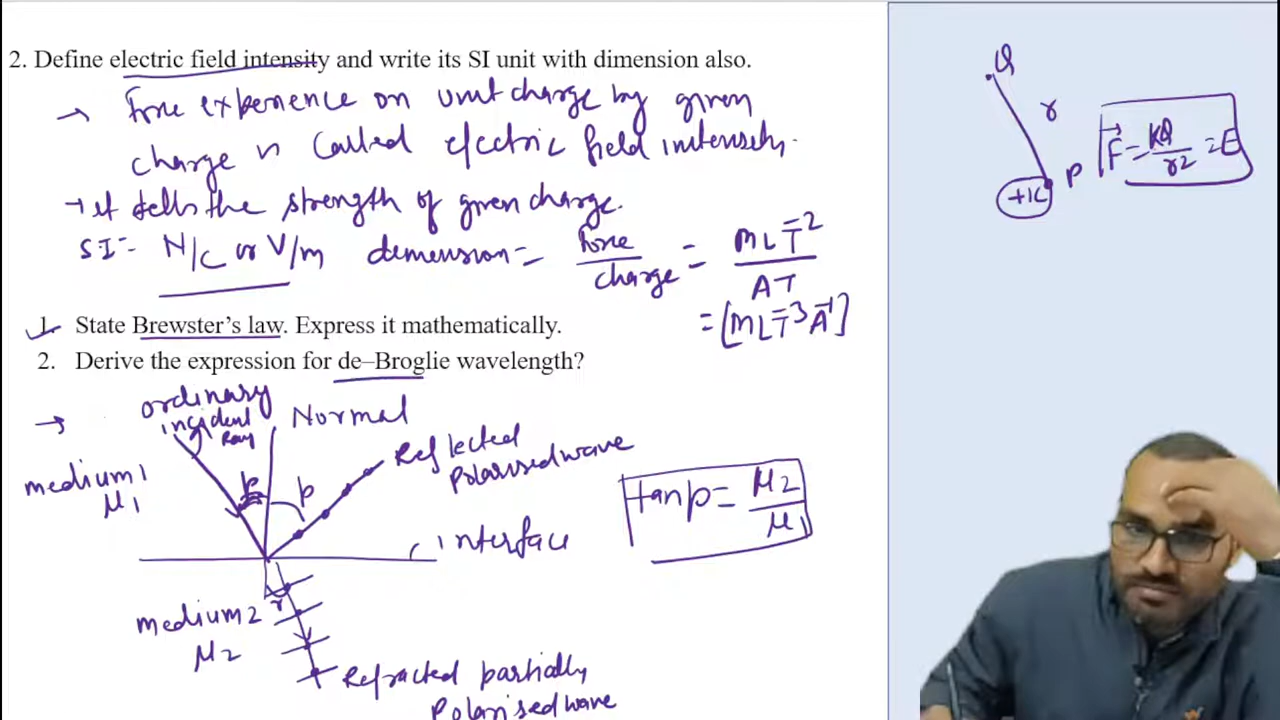 2. Define electric field intensity and write its SI unit with dimension also.
→ Force experience on unit charge by given
charge is called electric field intensity.
→ it tells the strength of given charge.
SI = N/C or V/m demension = Force/charge = MLT⁻²/AT
= [MLT⁻³A⁻¹]
Q
r
+1C
P
F⃗ = kQ/r2 = E
1. State Brewster's law. Express it mathematically.
2. Derive the expression for de–Broglie wavelength?
→ ordinary
incident
Ray
Normal
Reflected
Polarised wave
medium 1
μ1
P
P
interface
tan p = μ2/μ1
medium 2
μ2
r
Refracted partially
Polarised wave